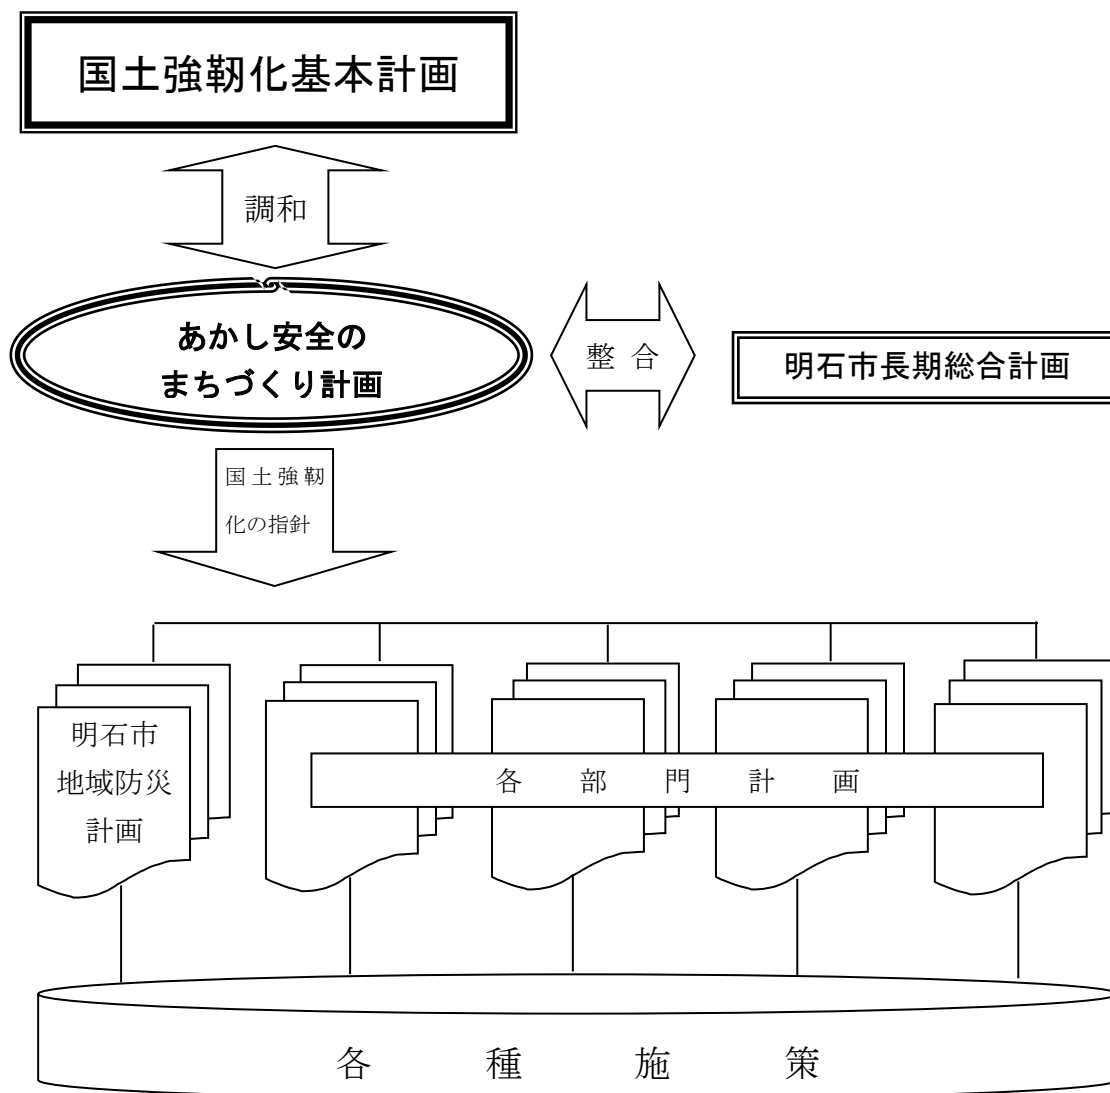 国土強靭化基本計画
調和
あかし安全の
まちづくり計画
整 合
明石市長期総合計画
国土強靭
化の指針
明石市
地域防災
計画
各 部 門 計 画
各 種 施 策